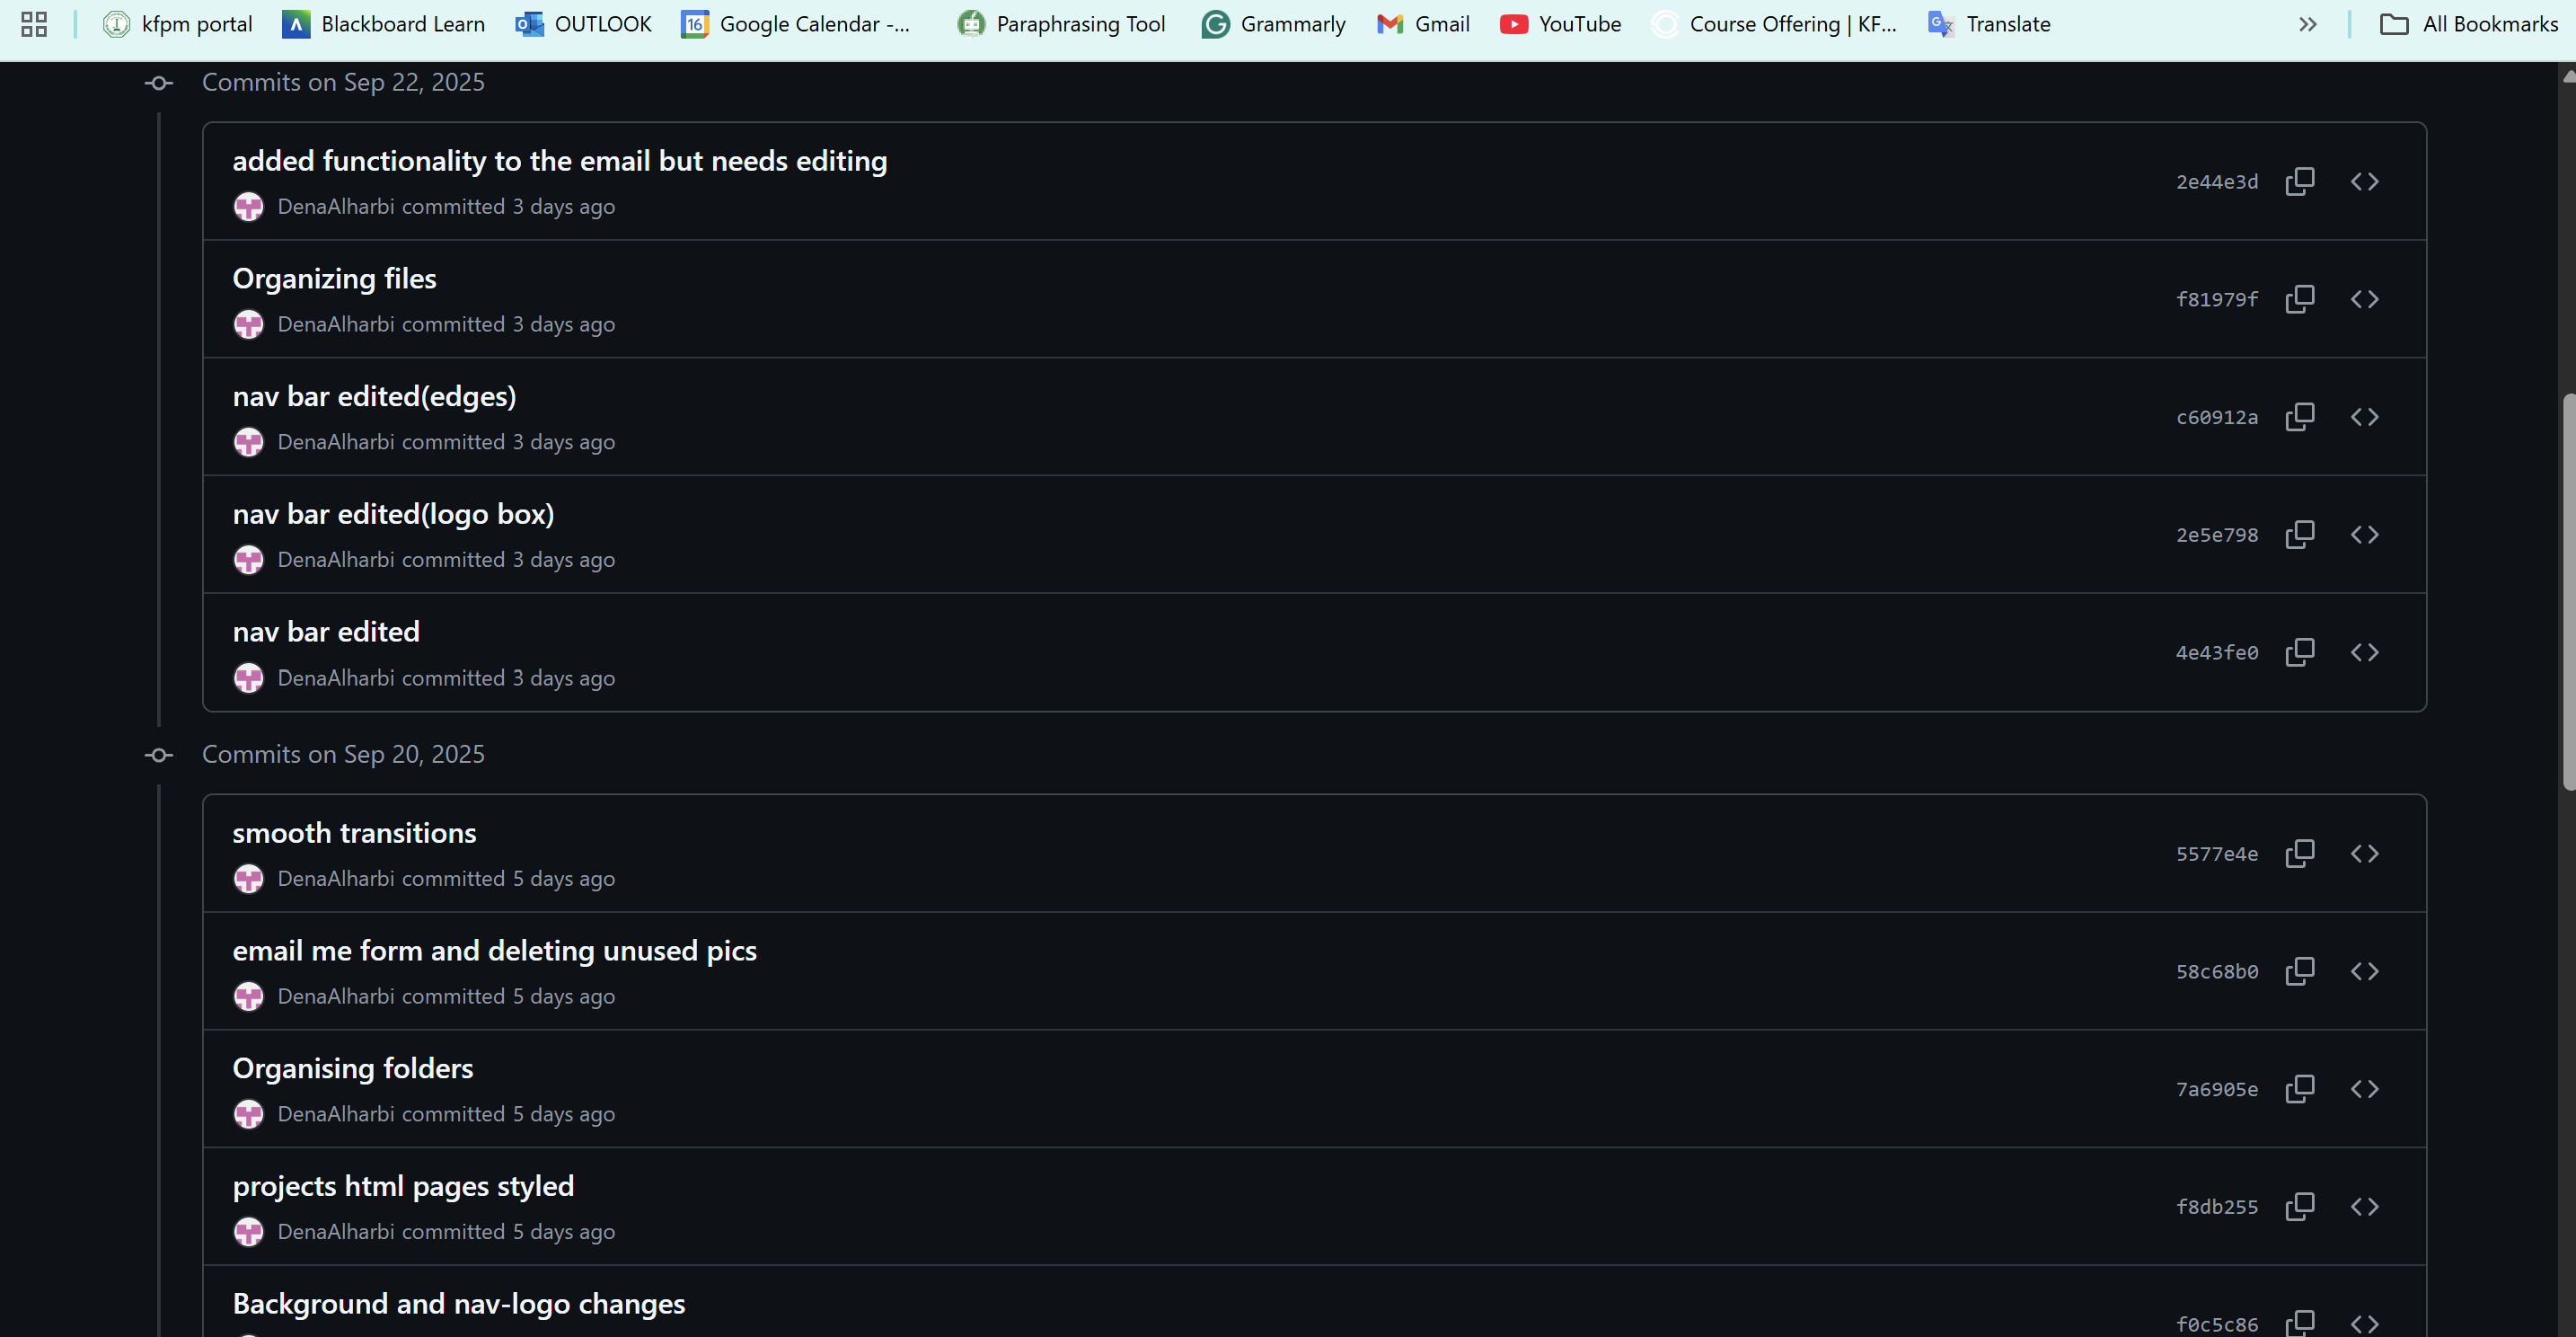 kfpm portal
Blackboard Learn
OUTLOOK
16
Google Calendar -...
Paraphrasing Tool
Grammarly
Gmail
YouTube
Course Offering | KF...
Translate
All Bookmarks
Commits on Sep 22, 2025
added functionality to the email but needs editing
2e44e3d
DenaAlharbi committed 3 days ago
Organizing files
f81979f
DenaAlharbi committed 3 days ago
nav bar edited(edges)
c60912a
DenaAlharbi committed 3 days ago
nav bar edited(logo box)
2e5e798
DenaAlharbi committed 3 days ago
nav bar edited
4e43fe0
DenaAlharbi committed 3 days ago
Commits on Sep 20, 2025
smooth transitions
5577e4e
DenaAlharbi committed 5 days ago
email me form and deleting unused pics
58c68b0
DenaAlharbi committed 5 days ago
Organising folders
7a6905e
DenaAlharbi committed 5 days ago
projects html pages styled
f8db255
DenaAlharbi committed 5 days ago
Background and nav-logo changes
f0c5c86